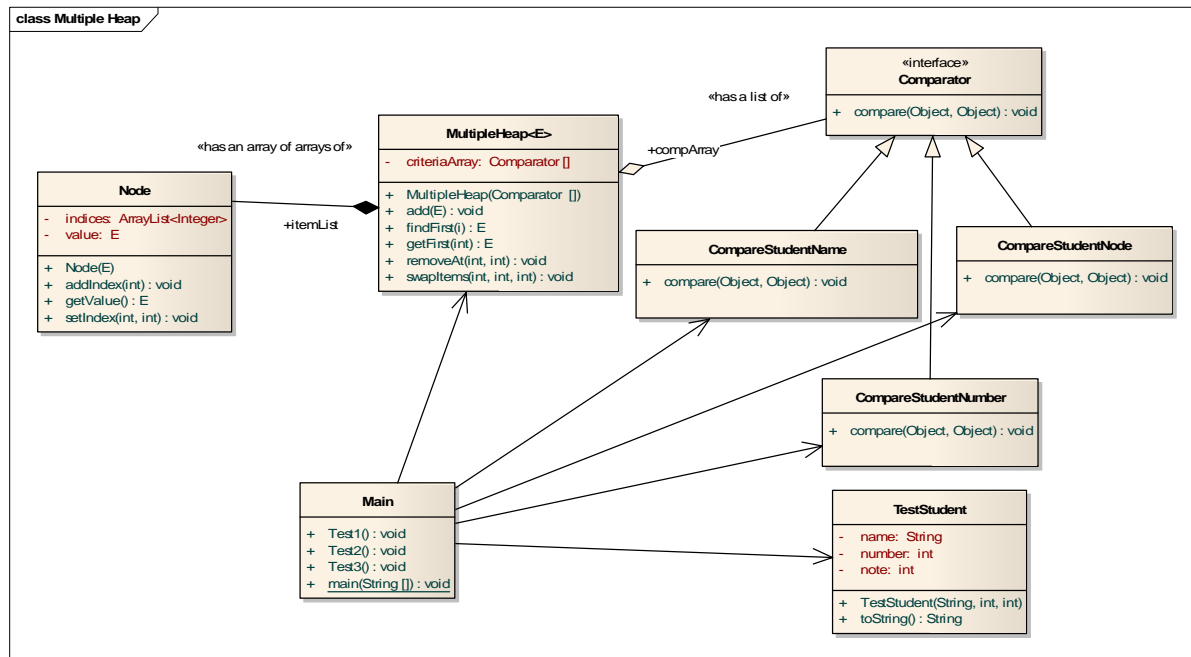 class Multiple Heap
«interface»
Comparator
+ compare(Object, Object) : void
«has a list of»
+compArray
MultipleHeap<E>
- criteriaArray: Comparator []
+ MultipleHeap(Comparator [])
+ add(E) : void
+ findFirst(i) : E
+ getFirst(int) : E
+ removeAt(int, int) : void
+ swapItems(int, int, int) : void
«has an array of arrays of»
+itemList
Node
- indices: ArrayList<Integer>
- value: E
+ Node(E)
+ addIndex(int) : void
+ getValue() : E
+ setIndex(int, int) : void
CompareStudentName
+ compare(Object, Object) : void
CompareStudentNode
+ compare(Object, Object) : void
CompareStudentNumber
+ compare(Object, Object) : void
Main
+ Test1() : void
+ Test2() : void
+ Test3() : void
+ main(String []) : void
TestStudent
- name: String
- number: int
- note: int
+ TestStudent(String, int, int)
+ toString() : String